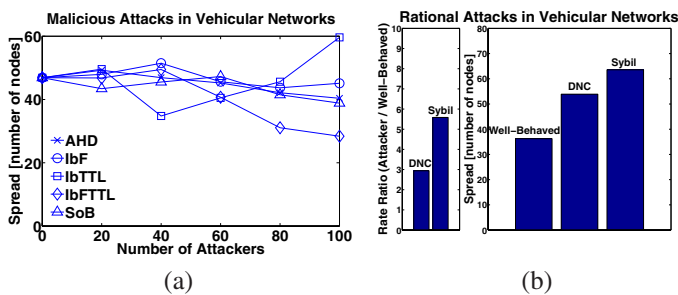 Malicious Attacks in Vehicular Networks
Spread [number of nodes]
60
40
20
0
AHD
IbF
IbTTL
IbFTTL
SoB
0 20 40 60 80 100
Number of Attackers
(a)
Rational Attacks in Vehicular Networks
Rate Ratio (Attacker / Well-Behaved)
10
9
8
7
6
5
4
3
2
1
0
DNC
Sybil
Spread [number of nodes]
80
70
60
50
40
30
20
10
0
Well-Behaved
DNC
Sybil
(b)